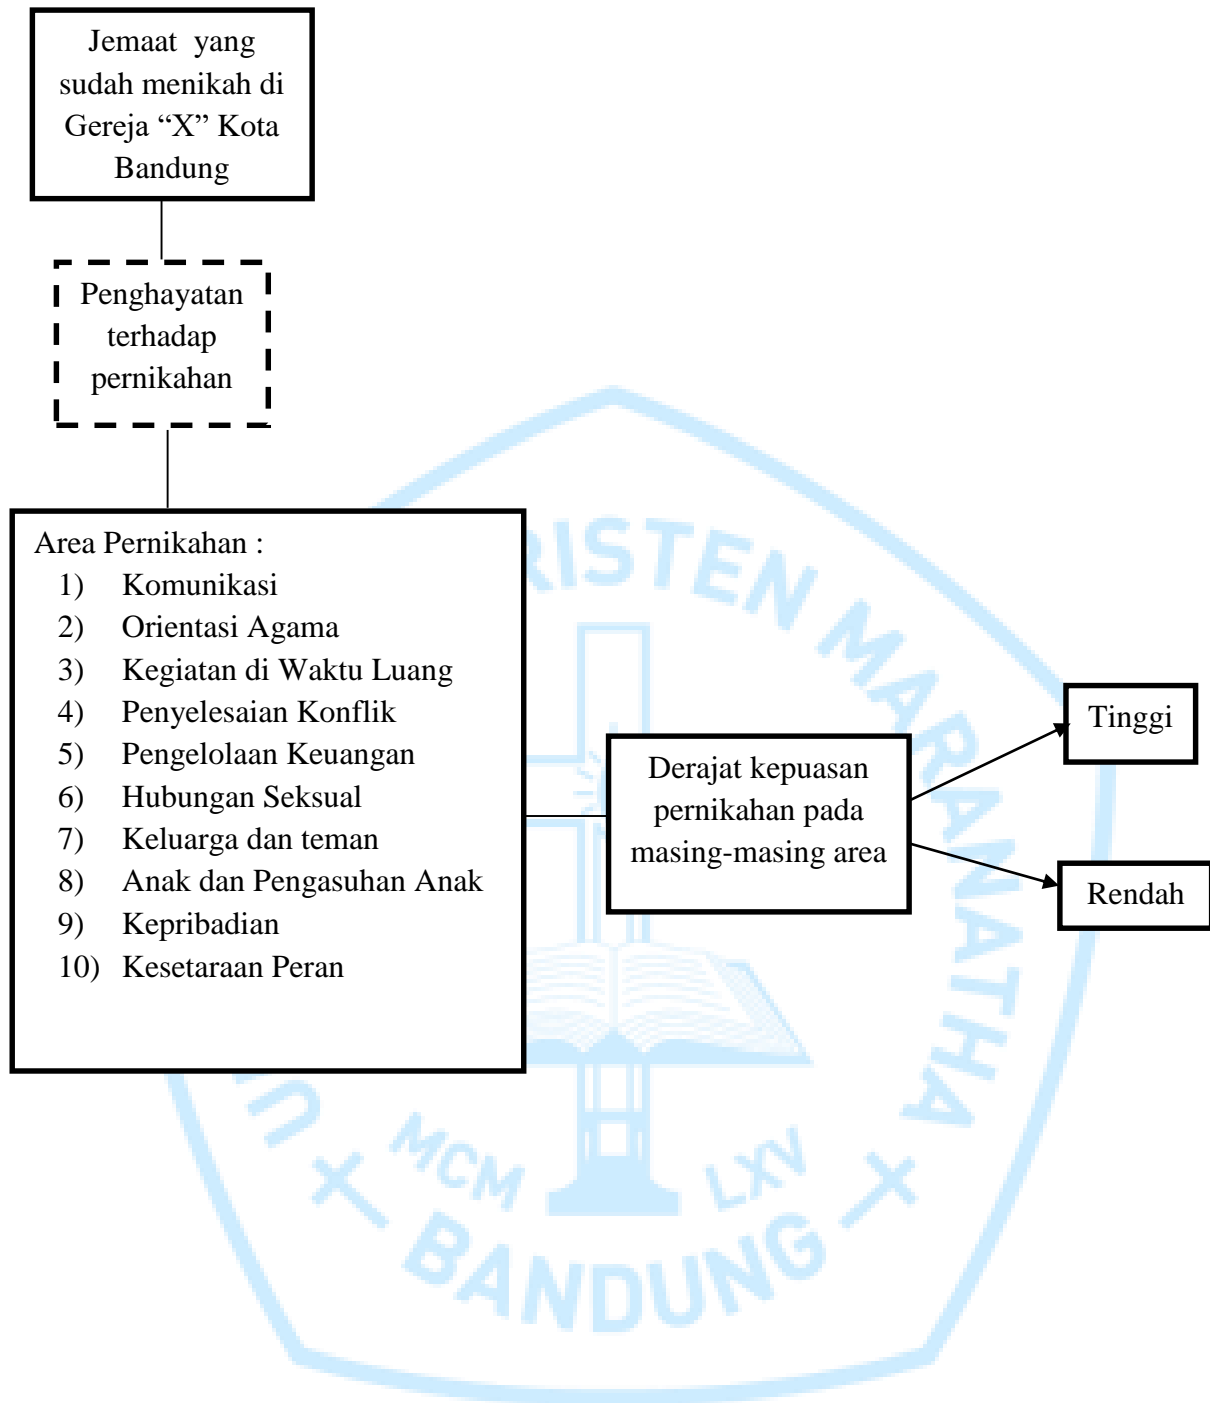 Jemaat yang
sudah menikah di
Gereja “X” Kota
Bandung
Penghayatan
terhadap
pernikahan
Area Pernikahan :
1) Komunikasi
2) Orientasi Agama
3) Kegiatan di Waktu Luang
4) Penyelesaian Konflik
5) Pengelolaan Keuangan
6) Hubungan Seksual
7) Keluarga dan teman
8) Anak dan Pengasuhan Anak
9) Kepribadian
10) Kesetaraan Peran
Derajat kepuasan
pernikahan pada
masing-masing area
Tinggi
Rendah
RISTEN MARANATHA
MCM LXV
BANDUNG